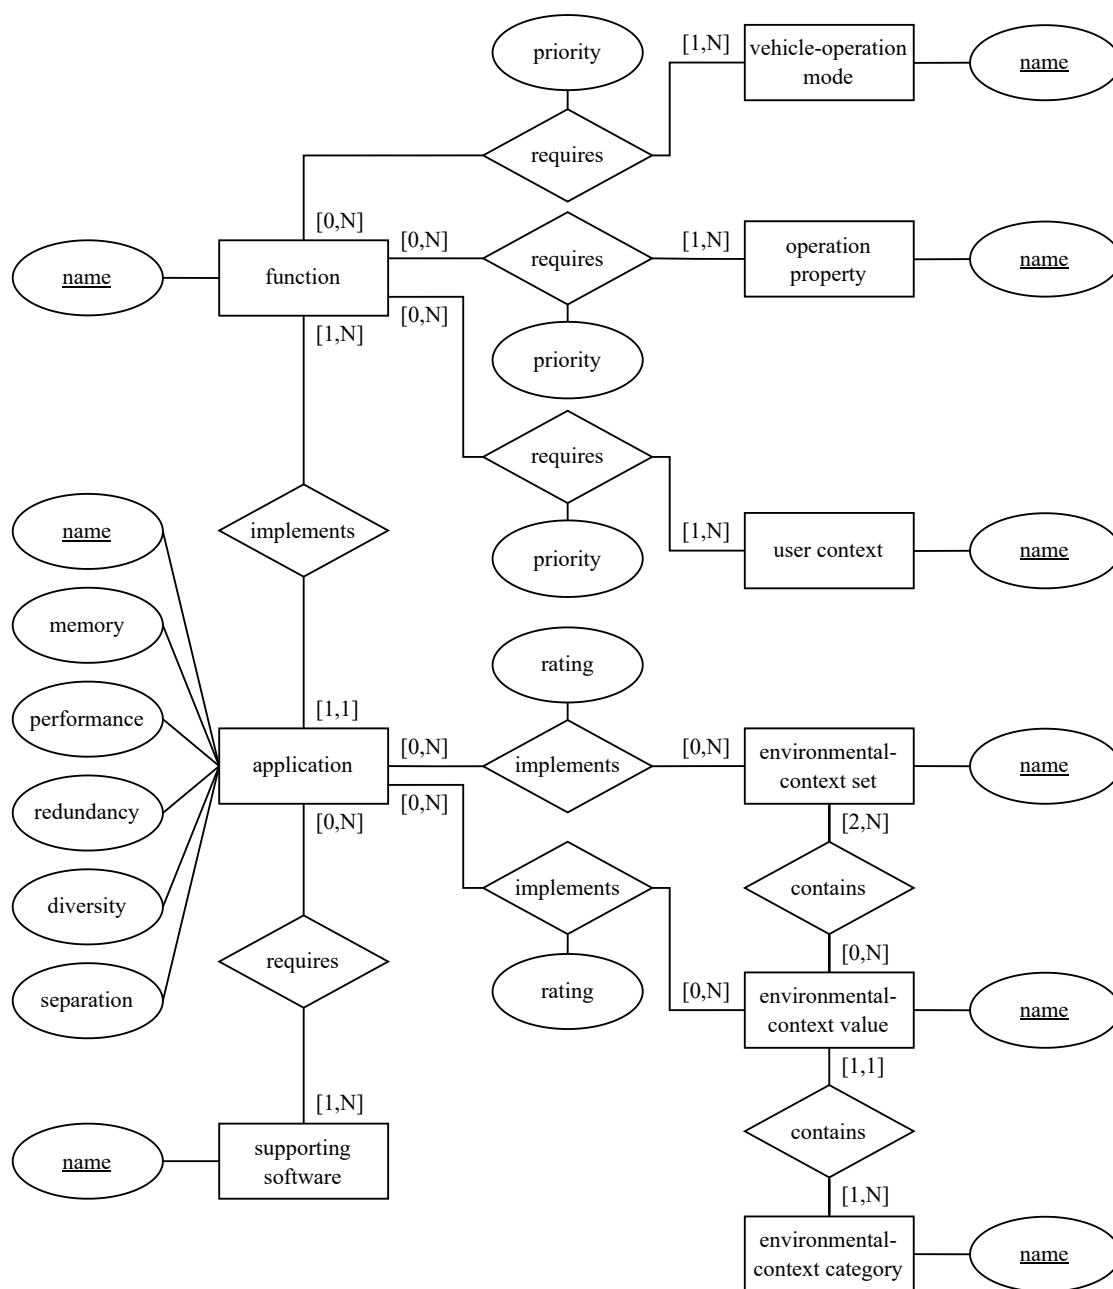 priority
[1,N]
vehicle-operation
mode
name
requires
[0,N]
[0,N]
[1,N]
name
function
requires
operation
property
name
[1,N]
[0,N]
priority
requires
implements
[1,N]
user context
name
priority
name
memory
rating
performance
[1,1]
[0,N]
[0,N]
application
implements
environmental-
context set
name
redundancy
[0,N]
[0,N]
[2,N]
implements
contains
diversity
requires
[0,N]
separation
rating
[0,N]
environmental-
context value
name
[1,1]
[1,N]
contains
name
supporting
software
[1,N]
environmental-
context category
name